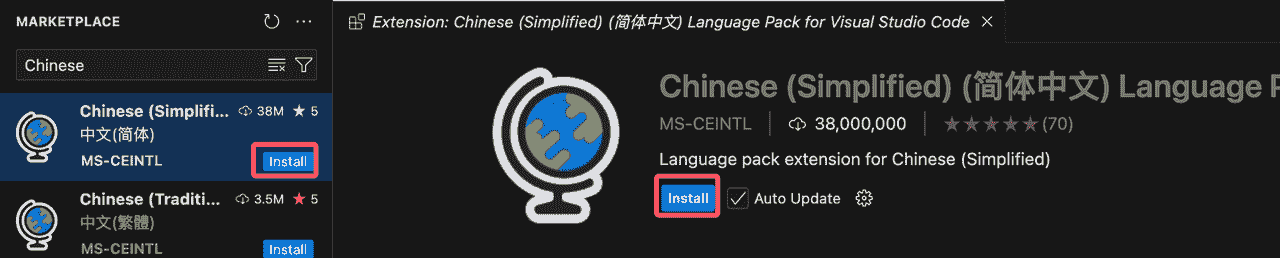 MARKETPLACE
Chinese
Chinese (Simplifi... 38M ★ 5
中文(简体)
MS-CEINTL Install
Chinese (Traditi... 3.5M ★ 5
中文(繁體)
MS-CEINTL Install
Extension: Chinese (Simplified) (简体中文) Language Pack for Visual Studio Code
Chinese (Simplified) (简体中文) Language
MS-CEINTL 38,000,000 ★★★★★(70)
Language pack extension for Chinese (Simplified)
Install Auto Update